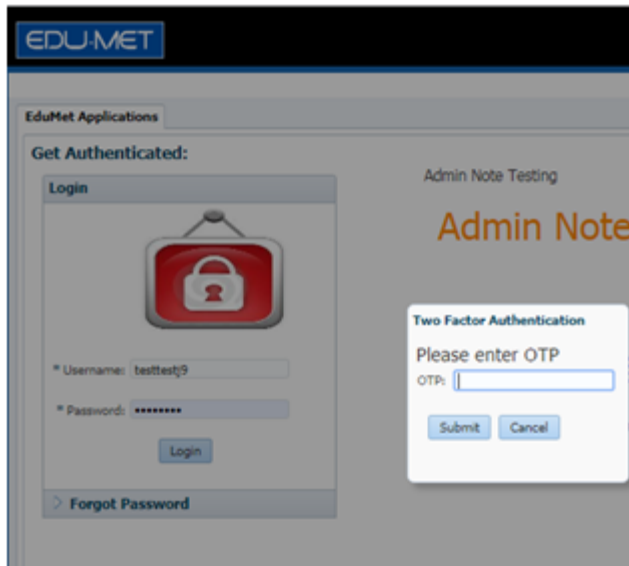 EDU-MET
EduMet Applications
Get Authenticated:
Login
* Username: testtestj9
* Password: ••••••••
Login
Forgot Password
Admin Note Testing
Admin Note
Two Factor Authentication
Please enter OTP
OTP:
Submit Cancel